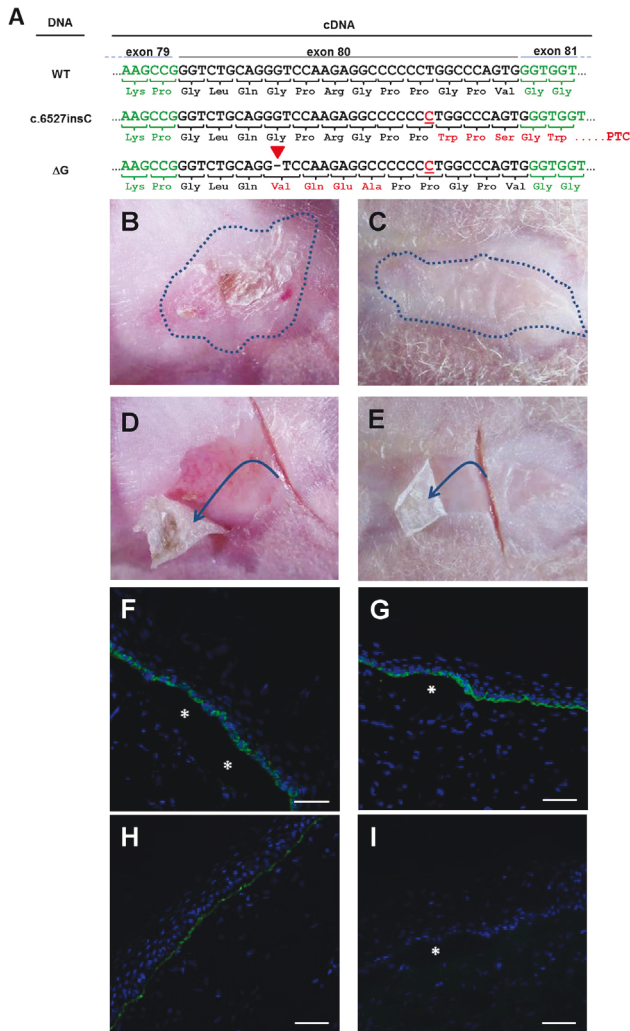 A
DNA
cDNA
exon 79 exon 80 exon 81
WT ...AAGCCGGGTCTGCAGGGTCCAAGAGGCCCCCCTGGCCCAGTGGGTGGT...
Lys Pro Gly Leu Gln Gly Pro Arg Gly Pro Pro Gly Pro Val Gly Gly
c.6527insC ...AAGCCGGGTCTGCAGGGTCCAAGAGGCCCCCCCTGGCCCAGTGGGTGGT...
Lys Pro Gly Leu Gln Gly Pro Arg Gly Pro Pro Trp Pro Ser Gly Trp .....PTC
ΔG ...AAGCCGGGTCTGCAGG-TCCAAGAGGCCCCCCCTGGCCCAGTGGGTGGT...
Lys Pro Gly Leu Gln Val Gln Glu Ala Pro Pro Gly Pro Val Gly Gly
B
C
D
E
F
G
*
*
*
H
I
*